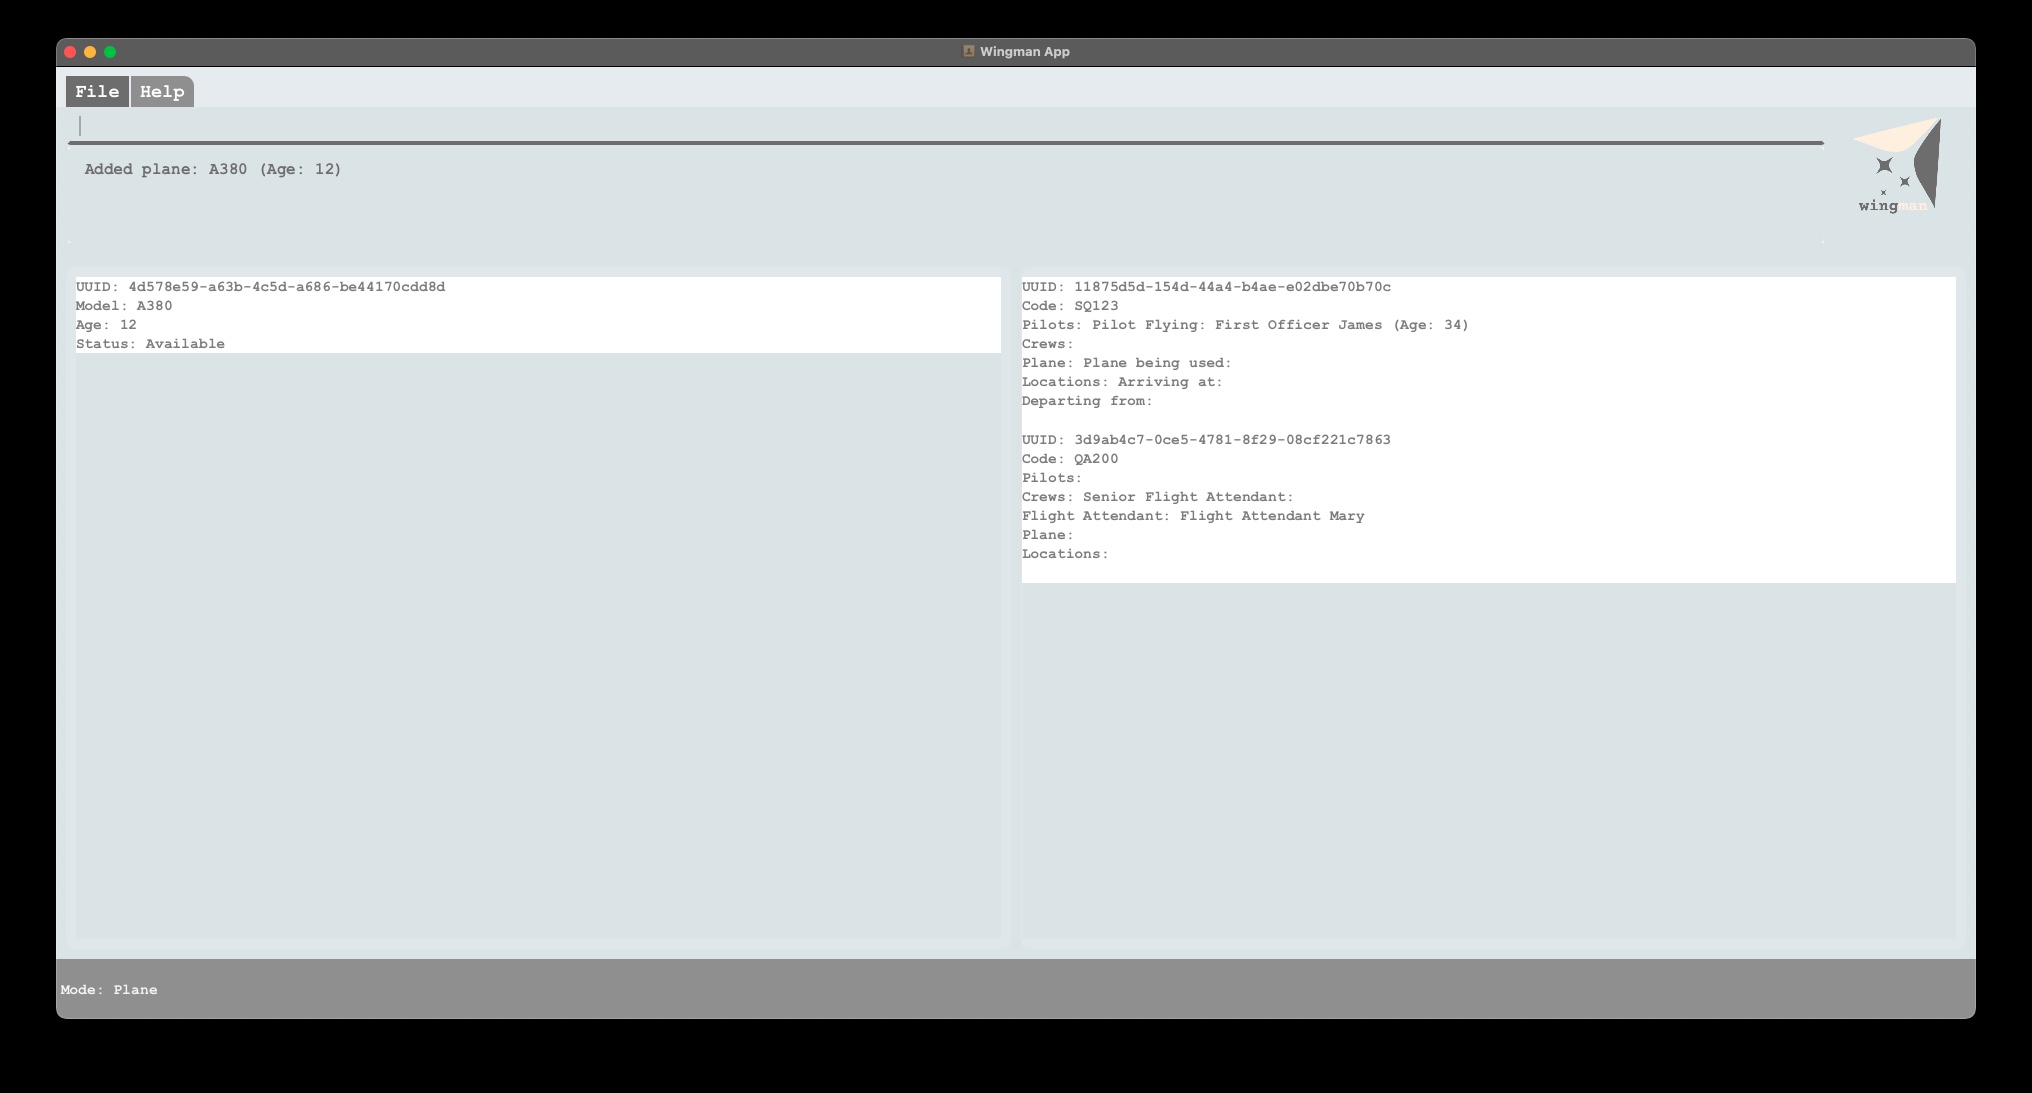 Wingman App
File Help
Added plane: A380 (Age: 12)
wingman
UUID: 4d578e59-a63b-4c5d-a686-be44170cdd8d
Model: A380
Age: 12
Status: Available
UUID: 11875d5d-154d-44a4-b4ae-e02dbe70b70c
Code: SQ123
Pilots: Pilot Flying: First Officer James (Age: 34)
Crews:
Plane: Plane being used:
Locations: Arriving at:
Departing from:
UUID: 3d9ab4c7-0ce5-4781-8f29-08cf221c7863
Code: QA200
Pilots:
Crews: Senior Flight Attendant:
Flight Attendant: Flight Attendant Mary
Plane:
Locations:
Mode: Plane